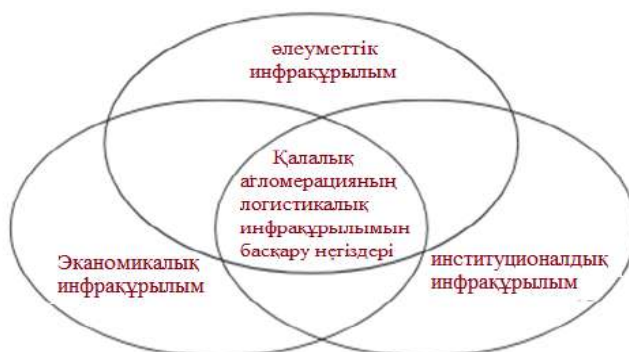 әлеуметтік
инфрақұрылым
Қалалық
агломерацияның
логистикалық
инфрақұрылымын
басқару негіздері
Эканомикалық
инфрақұрылым
институционалдық
инфрақұрылым